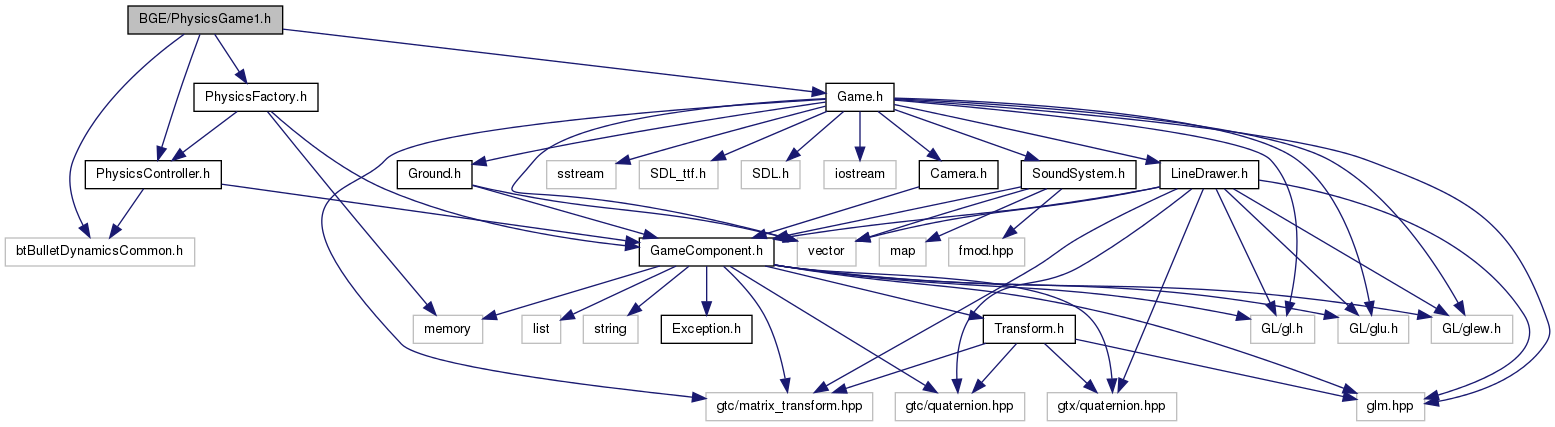 BGE/PhysicsGame1.h
PhysicsFactory.h
Game.h
PhysicsController.h
Ground.h
sstream
SDL_ttf.h
SDL.h
iostream
Camera.h
SoundSystem.h
LineDrawer.h
btBulletDynamicsCommon.h
GameComponent.h
vector
map
fmod.hpp
memory
list
string
Exception.h
Transform.h
GL/gl.h
GL/glu.h
GL/glew.h
gtc/matrix_transform.hpp
gtc/quaternion.hpp
gtx/quaternion.hpp
glm.hpp